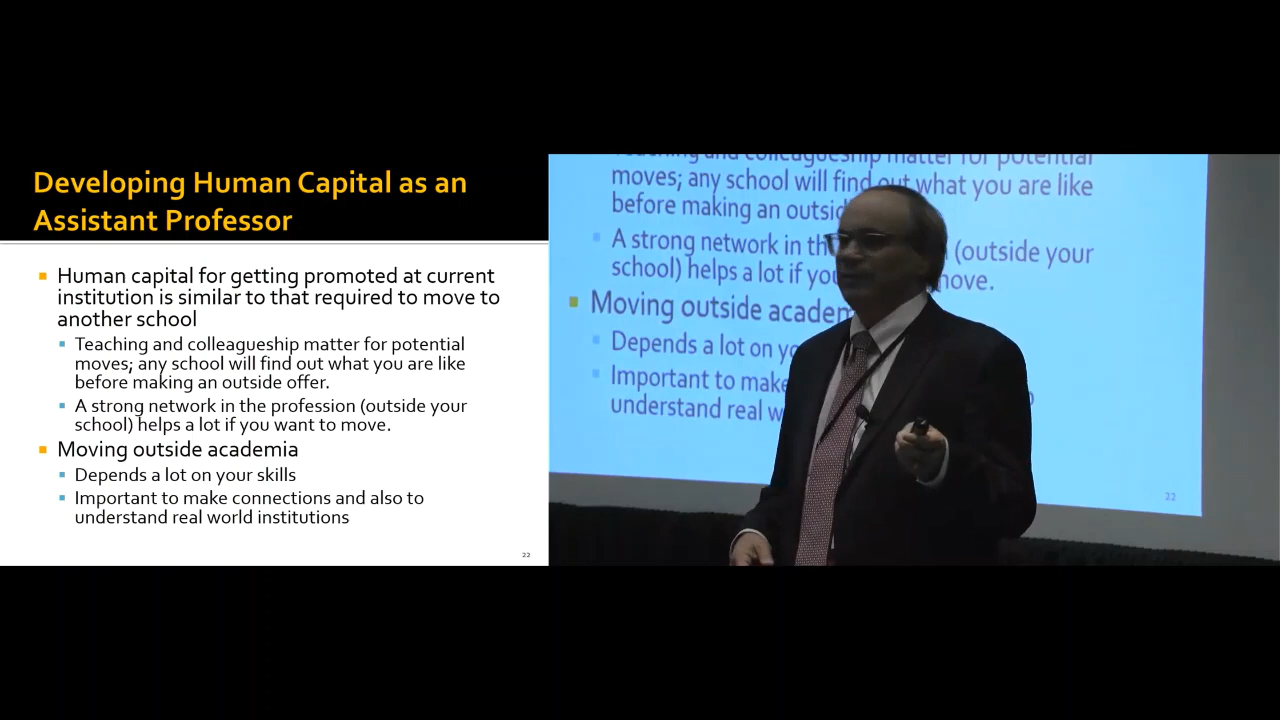 Developing Human Capital as an
Assistant Professor
Human capital for getting promoted at current
institution is similar to that required to move to
another school
Teaching and colleagueship matter for potential
moves; any school will find out what you are like
before making an outside offer.
A strong network in the profession (outside your
school) helps a lot if you want to move.
Moving outside academia
Depends a lot on your skills
Important to make connections and also to
understand real world institutions
22
Teaching and colleagueship matter for potential
moves; any school will find out what you are like
before making an
A strong network in (outside your
school) helps a lot if you move.
Moving outside
Depends a lot on
Important to make
understand real
22